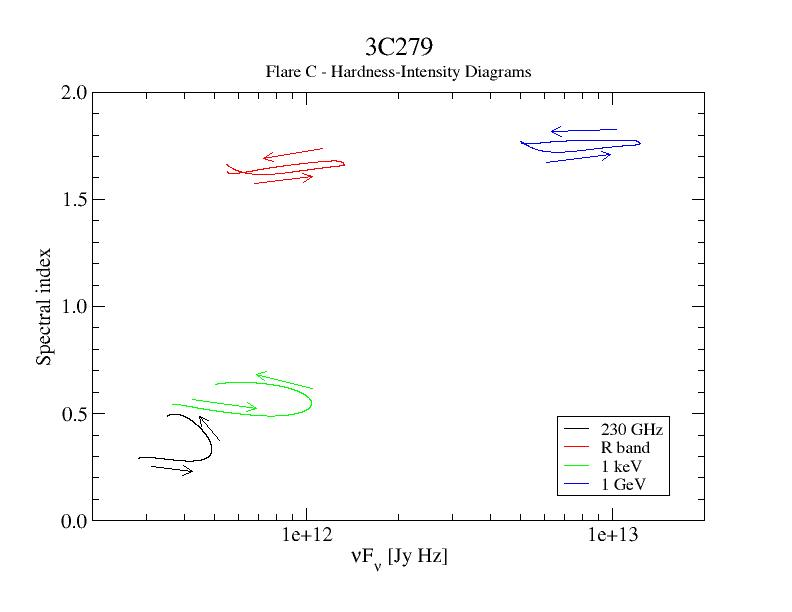 3C279
Flare C - Hardness-Intensity Diagrams
2.0
1.5
1.0
0.5
0.0
Spectral index
1e+12
1e+13
νFν [Jy Hz]
230 GHz
R band
1 keV
1 GeV